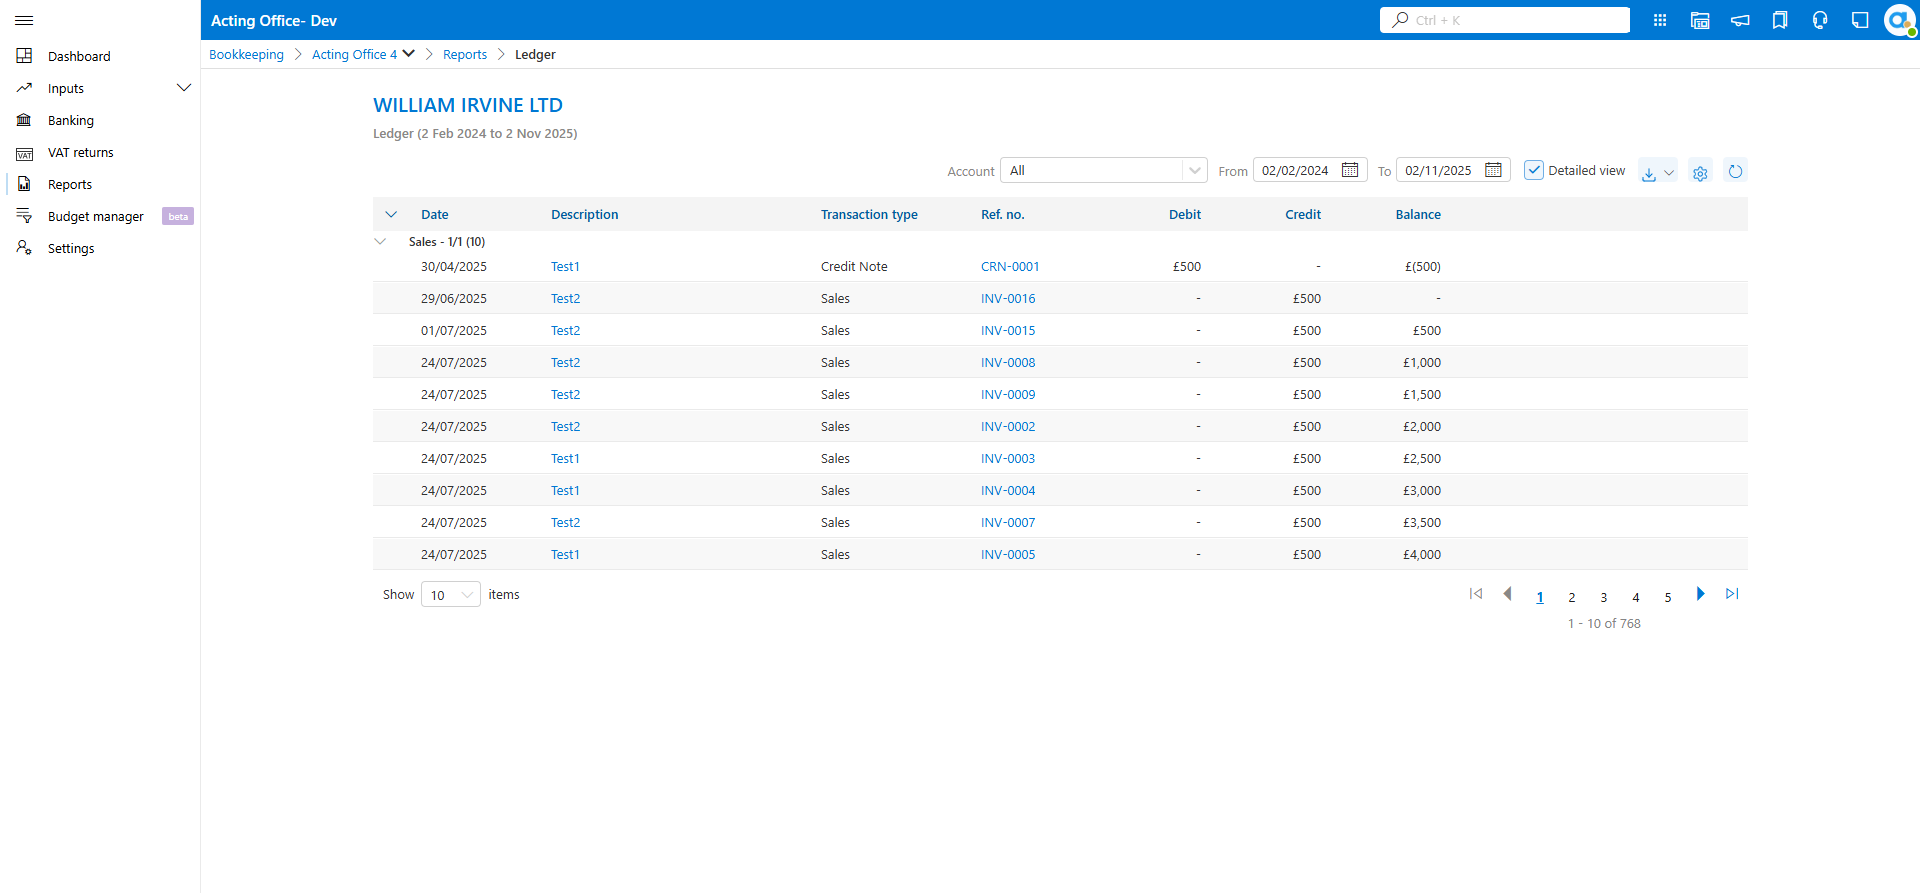 Acting Office- Dev
Ctrl + K
Bookkeeping Acting Office 4 Reports Ledger
Dashboard
Inputs
Banking
VAT
VAT returns
Reports
Budget manager beta
Settings
WILLIAM IRVINE LTD
Ledger (2 Feb 2024 to 2 Nov 2025)
Account All From 02/02/2024 To 02/11/2025 Detailed view
Date Description Transaction type Ref. no. Debit Credit Balance
Sales - 1/1 (10)
30/04/2025 Test1 Credit Note CRN-0001 £500 - £(500)
29/06/2025 Test2 Sales INV-0016 - £500 -
01/07/2025 Test2 Sales INV-0015 - £500 £500
24/07/2025 Test2 Sales INV-0008 - £500 £1,000
24/07/2025 Test2 Sales INV-0009 - £500 £1,500
24/07/2025 Test2 Sales INV-0002 - £500 £2,000
24/07/2025 Test1 Sales INV-0003 - £500 £2,500
24/07/2025 Test1 Sales INV-0004 - £500 £3,000
24/07/2025 Test2 Sales INV-0007 - £500 £3,500
24/07/2025 Test1 Sales INV-0005 - £500 £4,000
Show 10 items 1 2 3 4 5
1 - 10 of 768